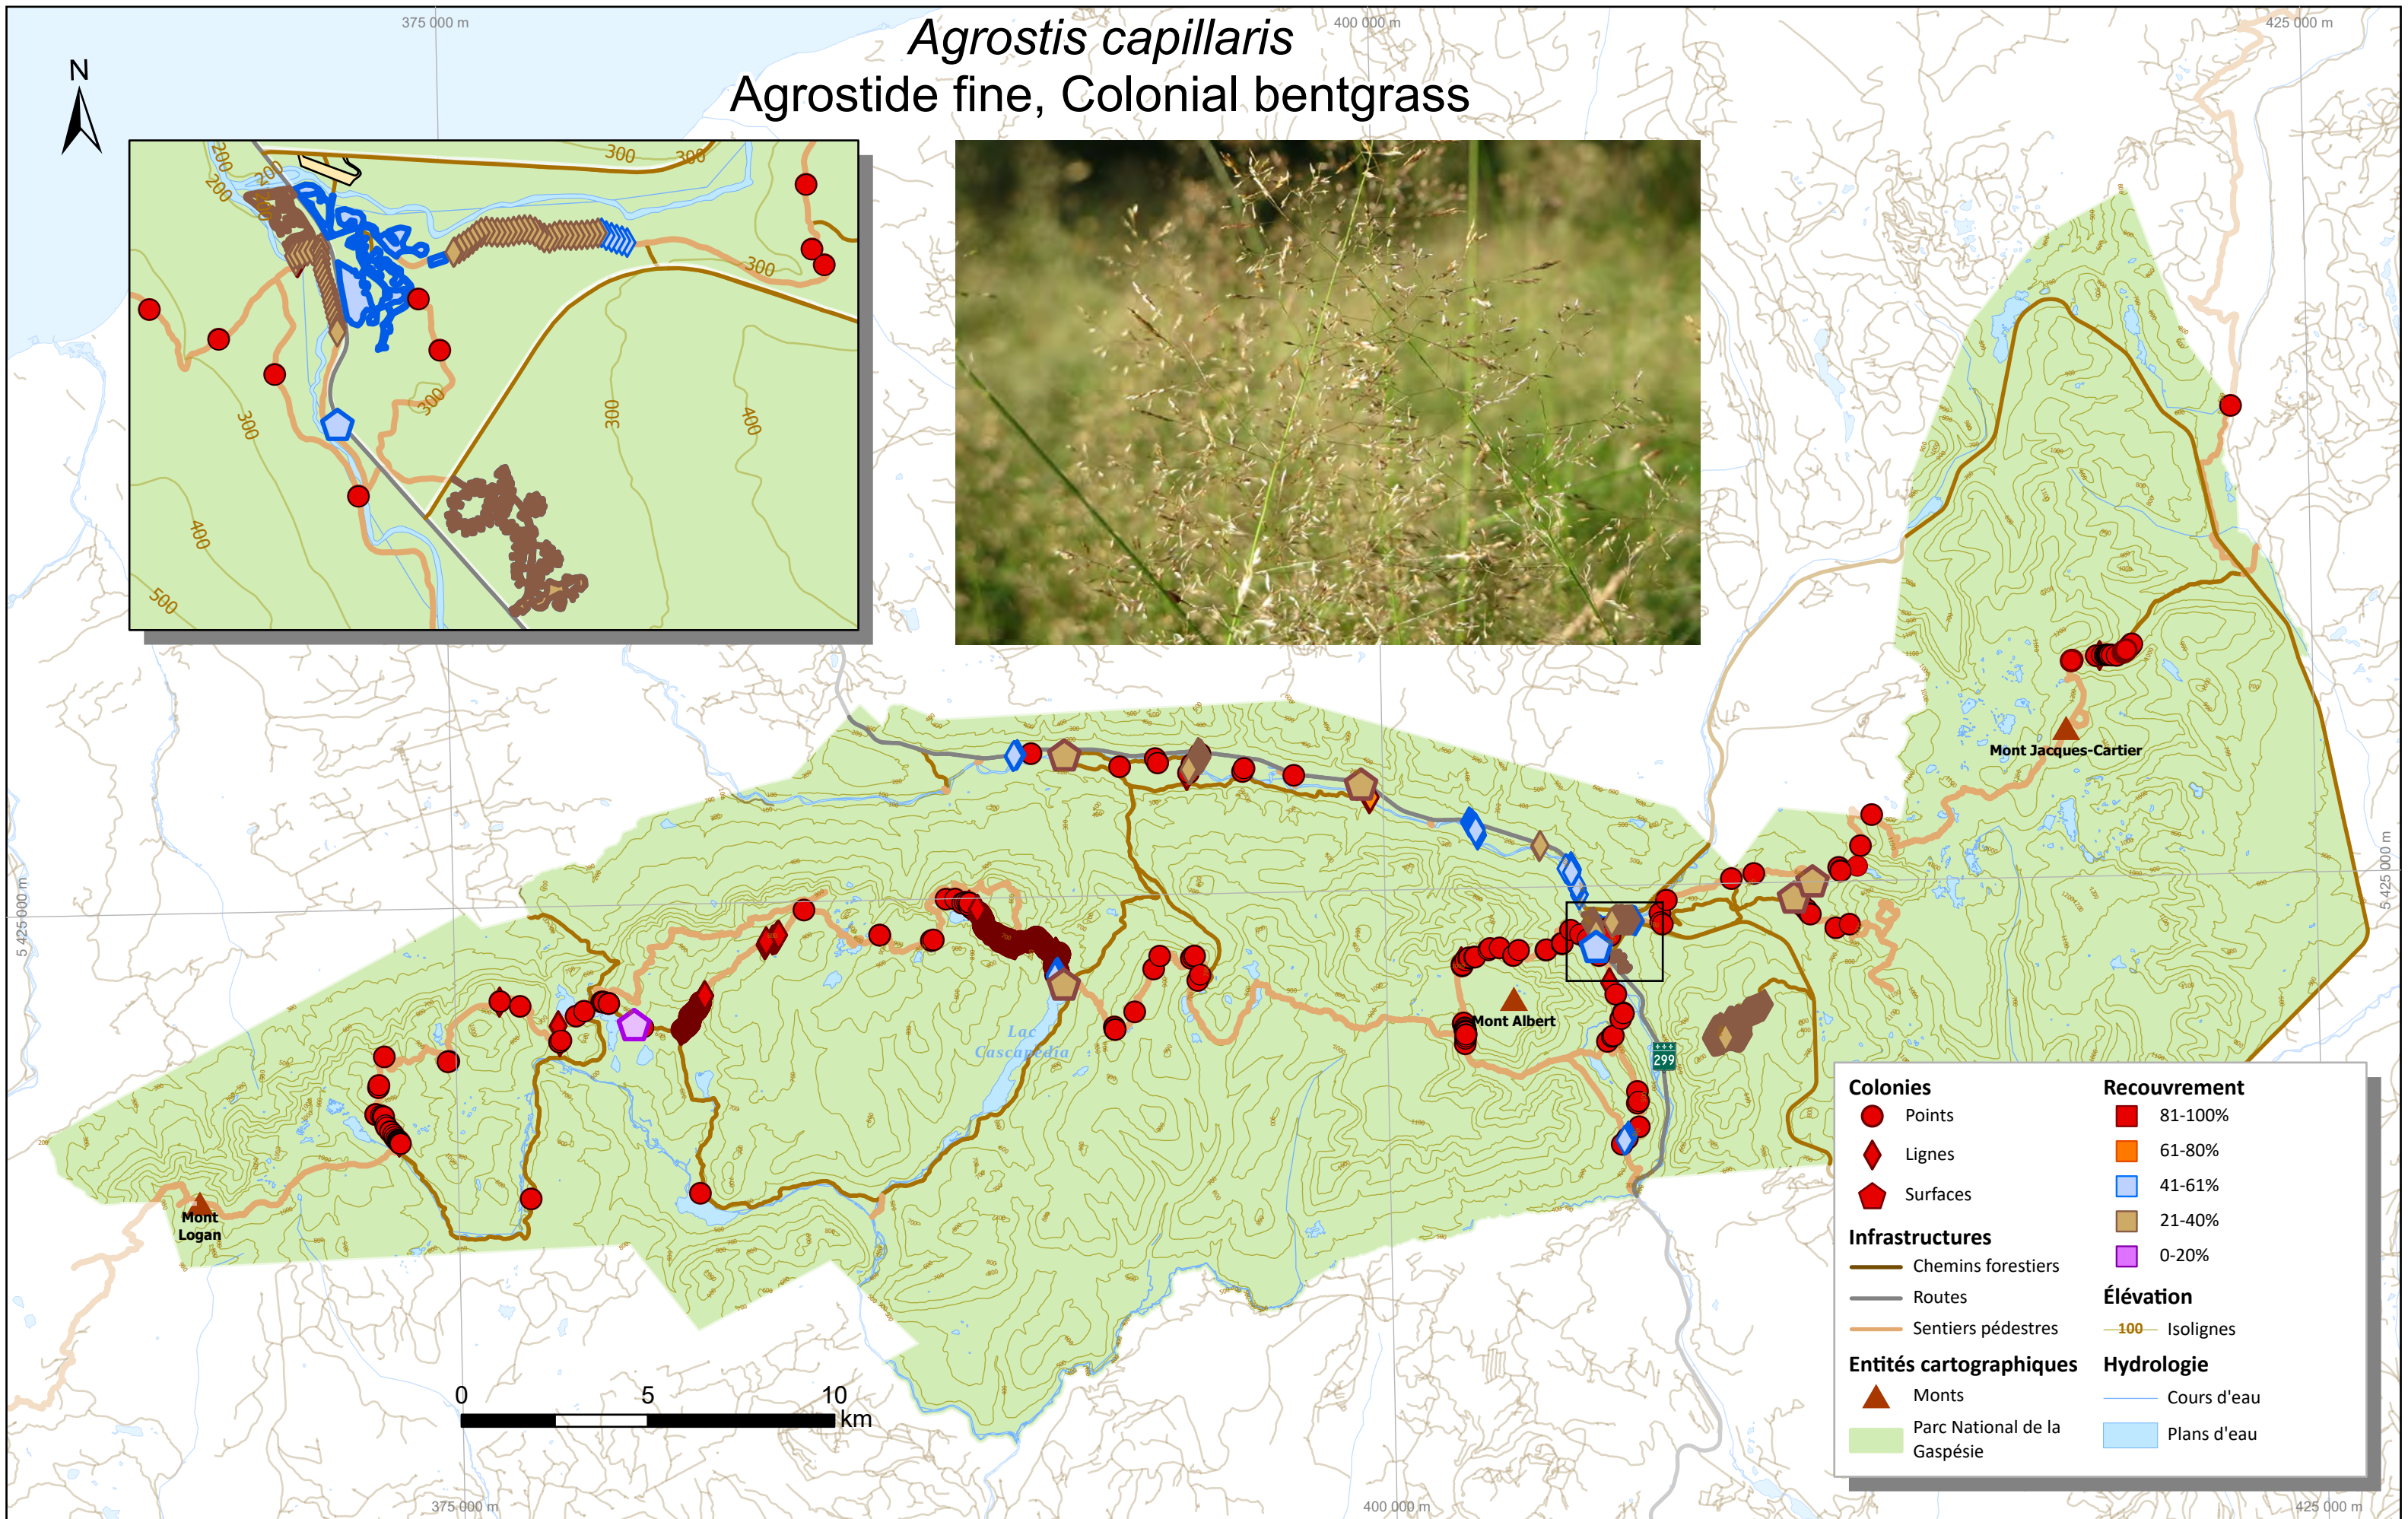 375 000 m
400 000 m
425 000 m
Agrostis capillaris
Agrostide fine, Colonial bentgrass
N
200
200
200
300
300
300
300
300
300
400
400
500
Mont Jacques-Cartier
5 425 000 m
5 425 000 m
Lac
Cascapédia
Mont Albert
299
Mont
Logan
0
5
10
km
Colonies
Points
Lignes
Surfaces
Infrastructures
Chemins forestiers
Routes
Sentiers pédestres
Entités cartographiques
Monts
Parc National de la
Gaspésie
Recouvrement
81-100%
61-80%
41-61%
21-40%
0-20%
Élévation
100 Isolignes
Hydrologie
Cours d'eau
Plans d'eau
375 000 m
400 000 m
425 000 m